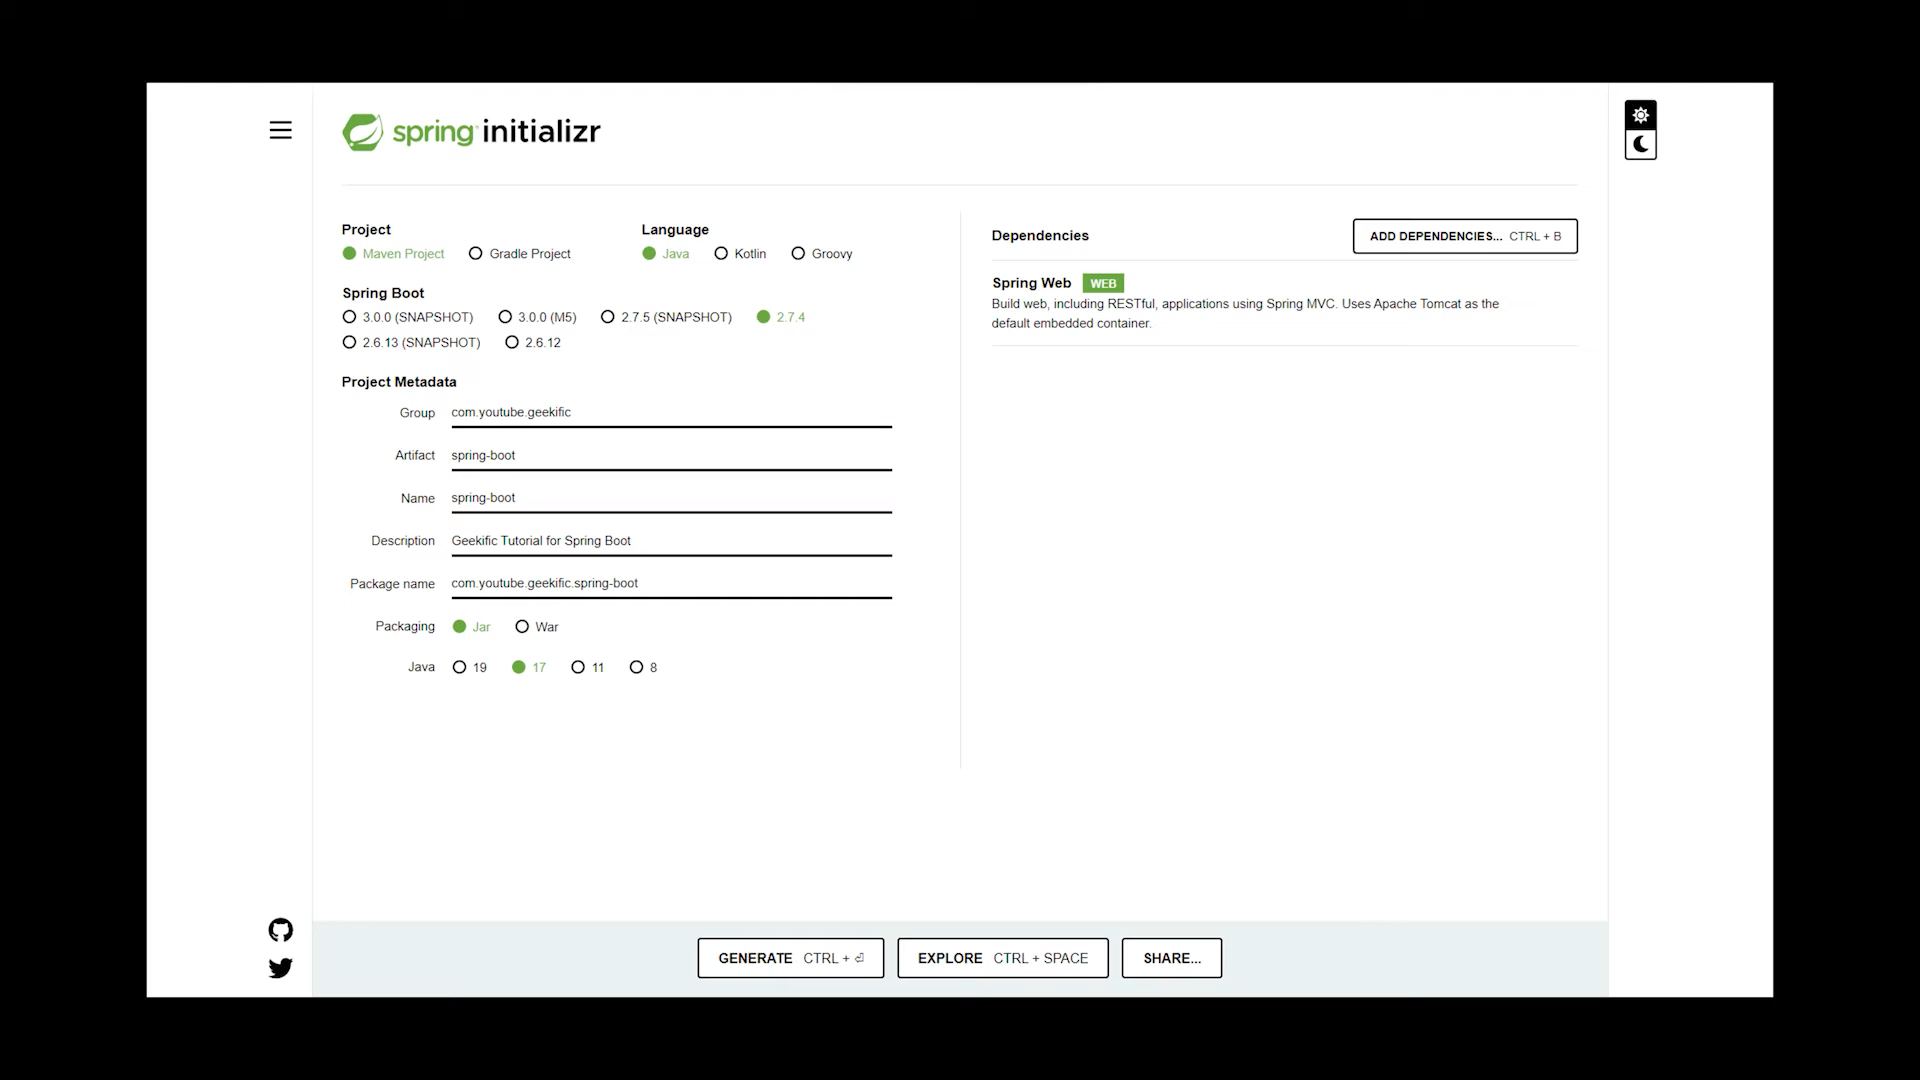 spring initializr
Project
Maven Project Gradle Project
Language
Java Kotlin Groovy
Spring Boot
3.0.0 (SNAPSHOT) 3.0.0 (M5) 2.7.5 (SNAPSHOT) 2.7.4
2.6.13 (SNAPSHOT) 2.6.12
Project Metadata
Group com.youtube.geekific
Artifact spring-boot
Name spring-boot
Description Geekific Tutorial for Spring Boot
Package name com.youtube.geekific.spring-boot
Packaging Jar War
Java 19 17 11 8
Dependencies
ADD DEPENDENCIES... CTRL + B
Spring Web WEB
Build web, including RESTful, applications using Spring MVC. Uses Apache Tomcat as the
default embedded container.
GENERATE CTRL + ⏎
EXPLORE CTRL + SPACE
SHARE...